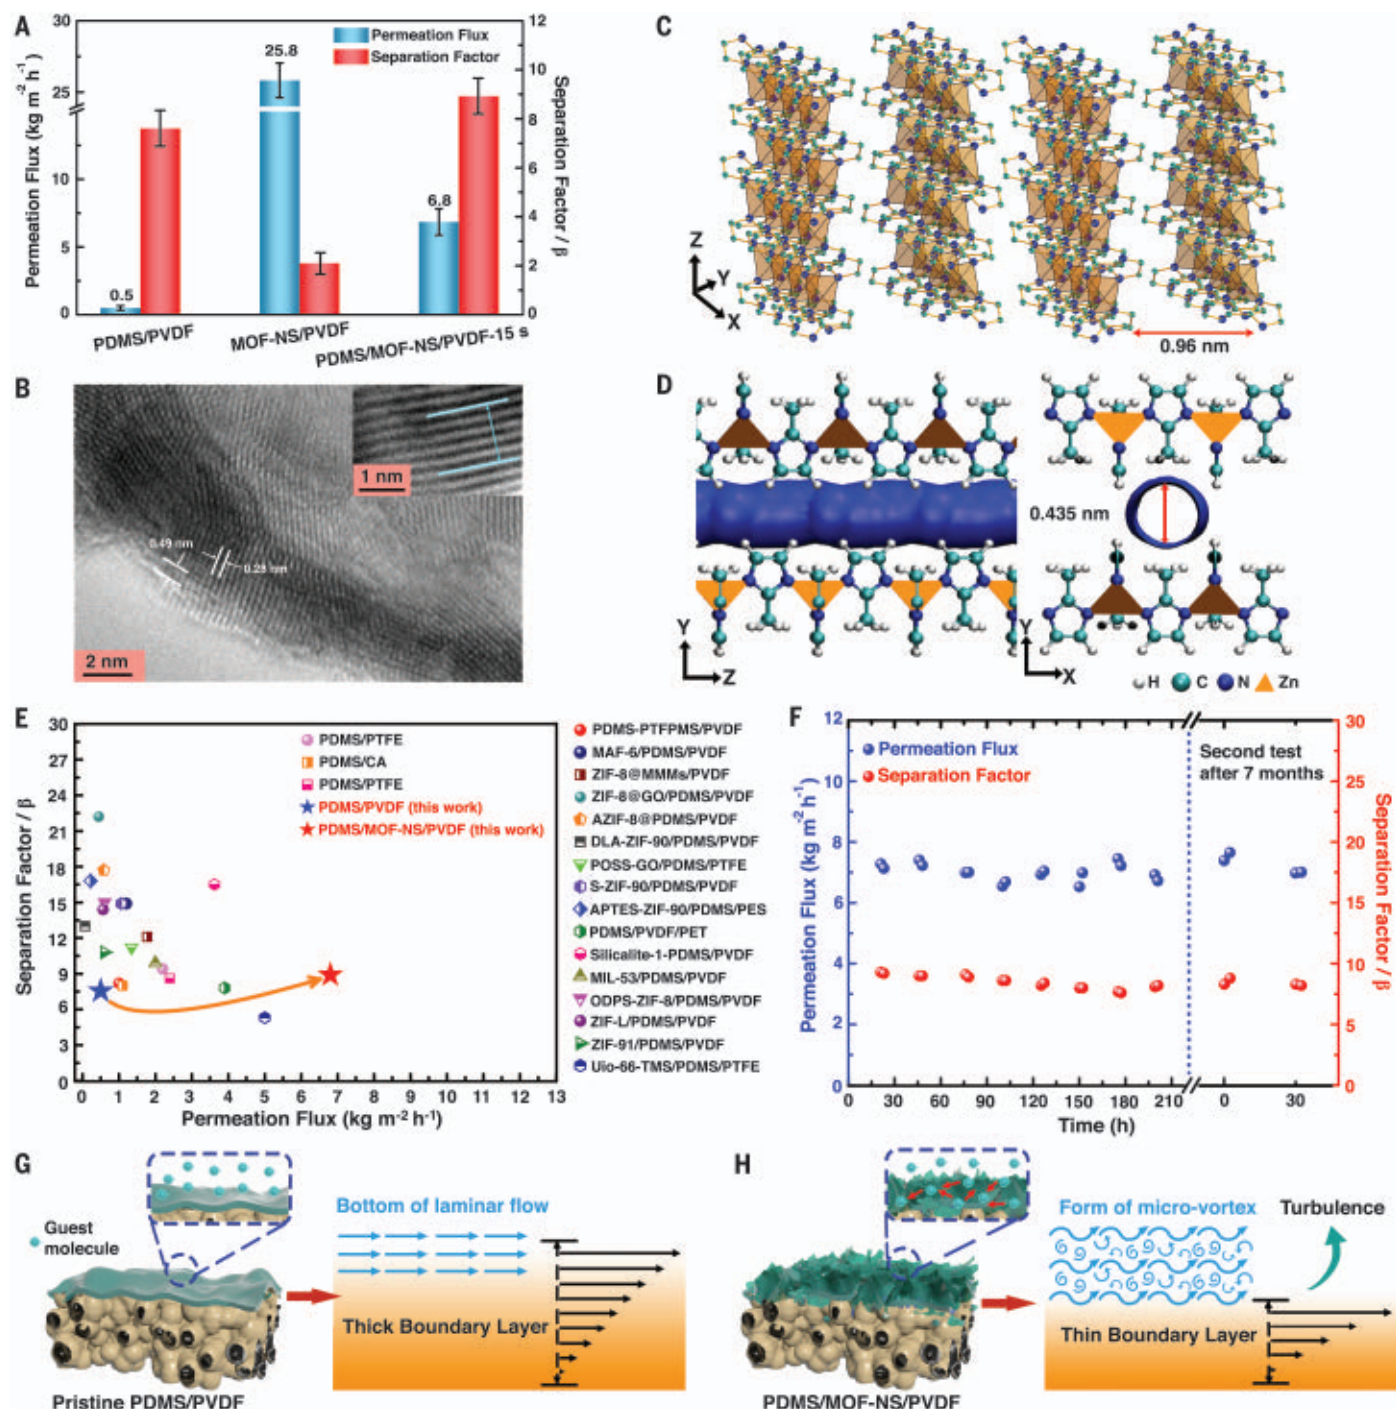 A
Permeation Flux
Separation Factor
Permeation Flux (kg m⁻² h⁻¹)
30
25
10
5
0
12
10
8
6
4
2
0
Separation Factor / β
0.5
25.8
6.8
PDMS/PVDF
MOF-NS/PVDF
PDMS/MOF-NS/PVDF-15 s
B
1 nm
0.49 nm
0.28 nm
2 nm
C
Z
Y
X
0.96 nm
D
0.435 nm
Y
Z
Y
X
H C N Zn
E
Separation Factor / β
30
27
24
21
18
15
12
9
6
3
0
0 1 2 3 4 5 6 7 8 9 10 11 12 13
Permeation Flux (kg m⁻² h⁻¹)
PDMS/PTFE
PDMS/CA
PDMS/PTFE
PDMS/PVDF (this work)
PDMS/MOF-NS/PVDF (this work)
PDMS-PTFPMS/PVDF
MAF-6/PDMS/PVDF
ZIF-8@MMMs/PVDF
ZIF-8@GO/PDMS/PVDF
AZIF-8@PDMS/PVDF
DLA-ZIF-90/PDMS/PVDF
POSS-GO/PDMS/PTFE
S-ZIF-90/PDMS/PVDF
APTES-ZIF-90/PDMS/PES
PDMS/PVDF/PET
Silicalite-1-PDMS/PVDF
MIL-53/PDMS/PVDF
ODPS-ZIF-8/PDMS/PVDF
ZIF-L/PDMS/PVDF
ZIF-91/PDMS/PVDF
Uio-66-TMS/PDMS/PTFE
F
Permeation Flux
Separation Factor
Second test
after 7 months
Permeation Flux (kg m⁻² h⁻¹)
12
10
8
6
4
2
0
30
25
20
15
10
5
0
Separation Factor / β
0 30 60 90 120 150 180 210 0 30
Time (h)
G
Guest
molecule
Bottom of laminar flow
Thick Boundary Layer
Pristine PDMS/PVDF
H
Form of micro-vortex
Turbulence
Thin Boundary Layer
PDMS/MOF-NS/PVDF